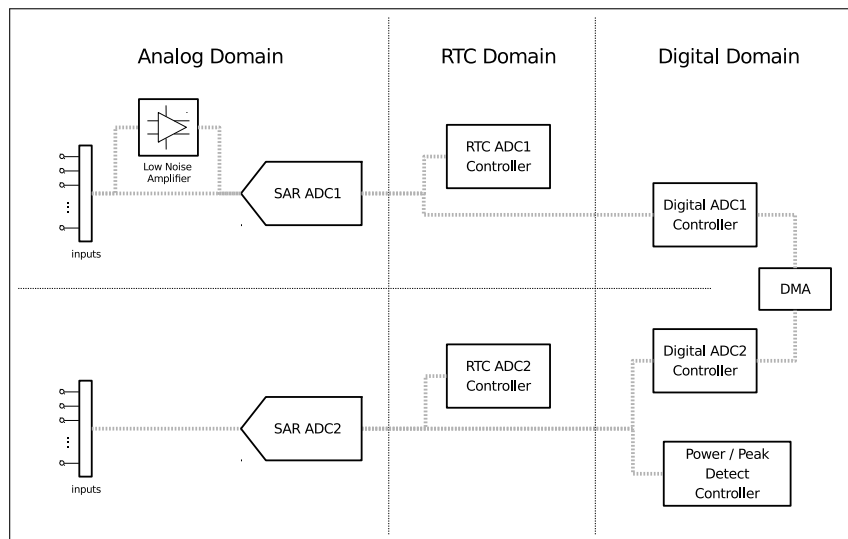 Analog Domain
RTC Domain
Digital Domain
Low Noise
Amplifier
inputs
SAR ADC1
RTC ADC1
Controller
Digital ADC1
Controller
DMA
inputs
SAR ADC2
RTC ADC2
Controller
Digital ADC2
Controller
Power / Peak
Detect
Controller